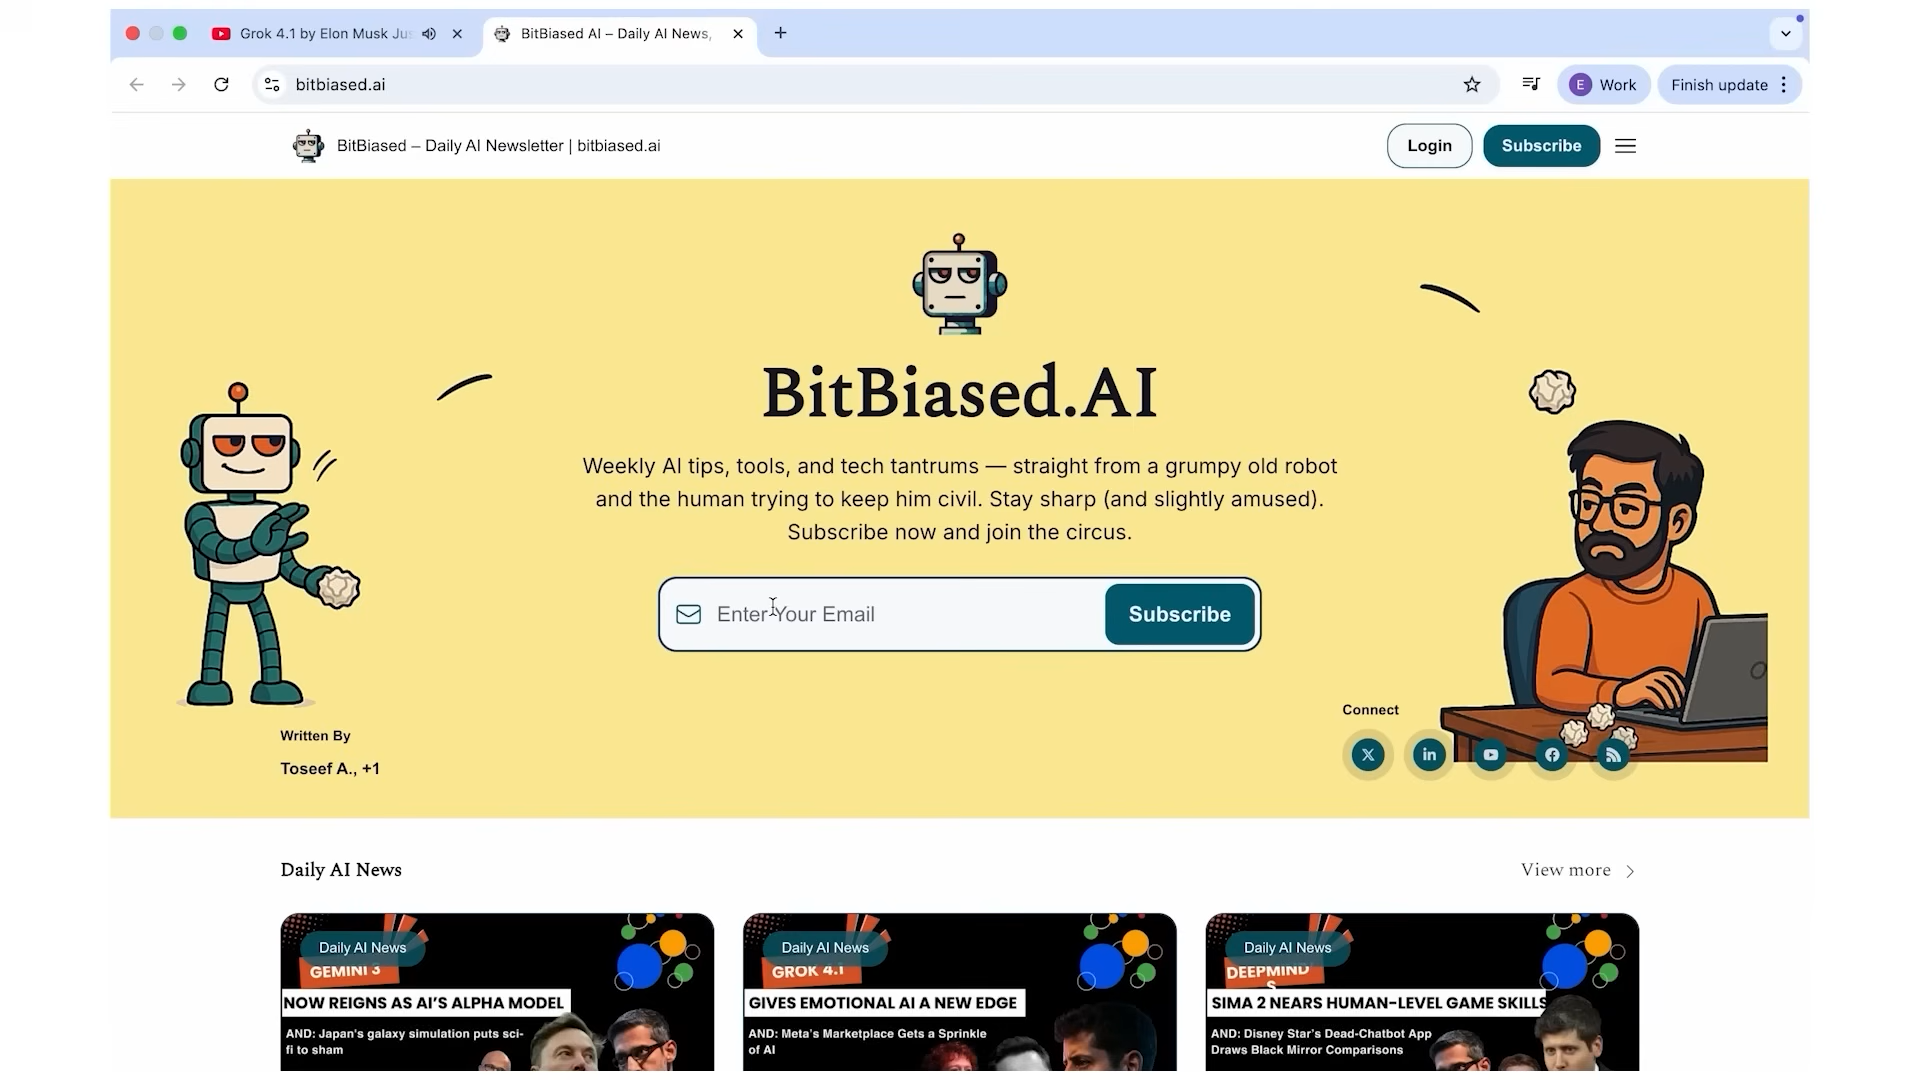 Grok 4.1 by Elon Musk Jus
BitBiased AI – Daily AI News,
bitbiased.ai
E Work
Finish update
BitBiased – Daily AI Newsletter | bitbiased.ai
Login
Subscribe
BitBiased.AI
Weekly AI tips, tools, and tech tantrums — straight from a grumpy old robot
and the human trying to keep him civil. Stay sharp (and slightly amused).
Subscribe now and join the circus.
Enter Your Email
Subscribe
Written By
Toseef A., +1
Connect
X
in
Daily AI News
View more
Daily AI News
GEMINI 3
NOW REIGNS AS AI'S ALPHA MODEL
AND: Japan's galaxy simulation puts sci-
fi to sham
Daily AI News
GROK 4.1
GIVES EMOTIONAL AI A NEW EDGE
AND: Meta's Marketplace Gets a Sprinkle
of AI
Daily AI News
DEEPMIND
S
SIMA 2 NEARS HUMAN-LEVEL GAME SKILLS
AND: Disney Star's Dead-Chatbot App
Draws Black Mirror Comparisons